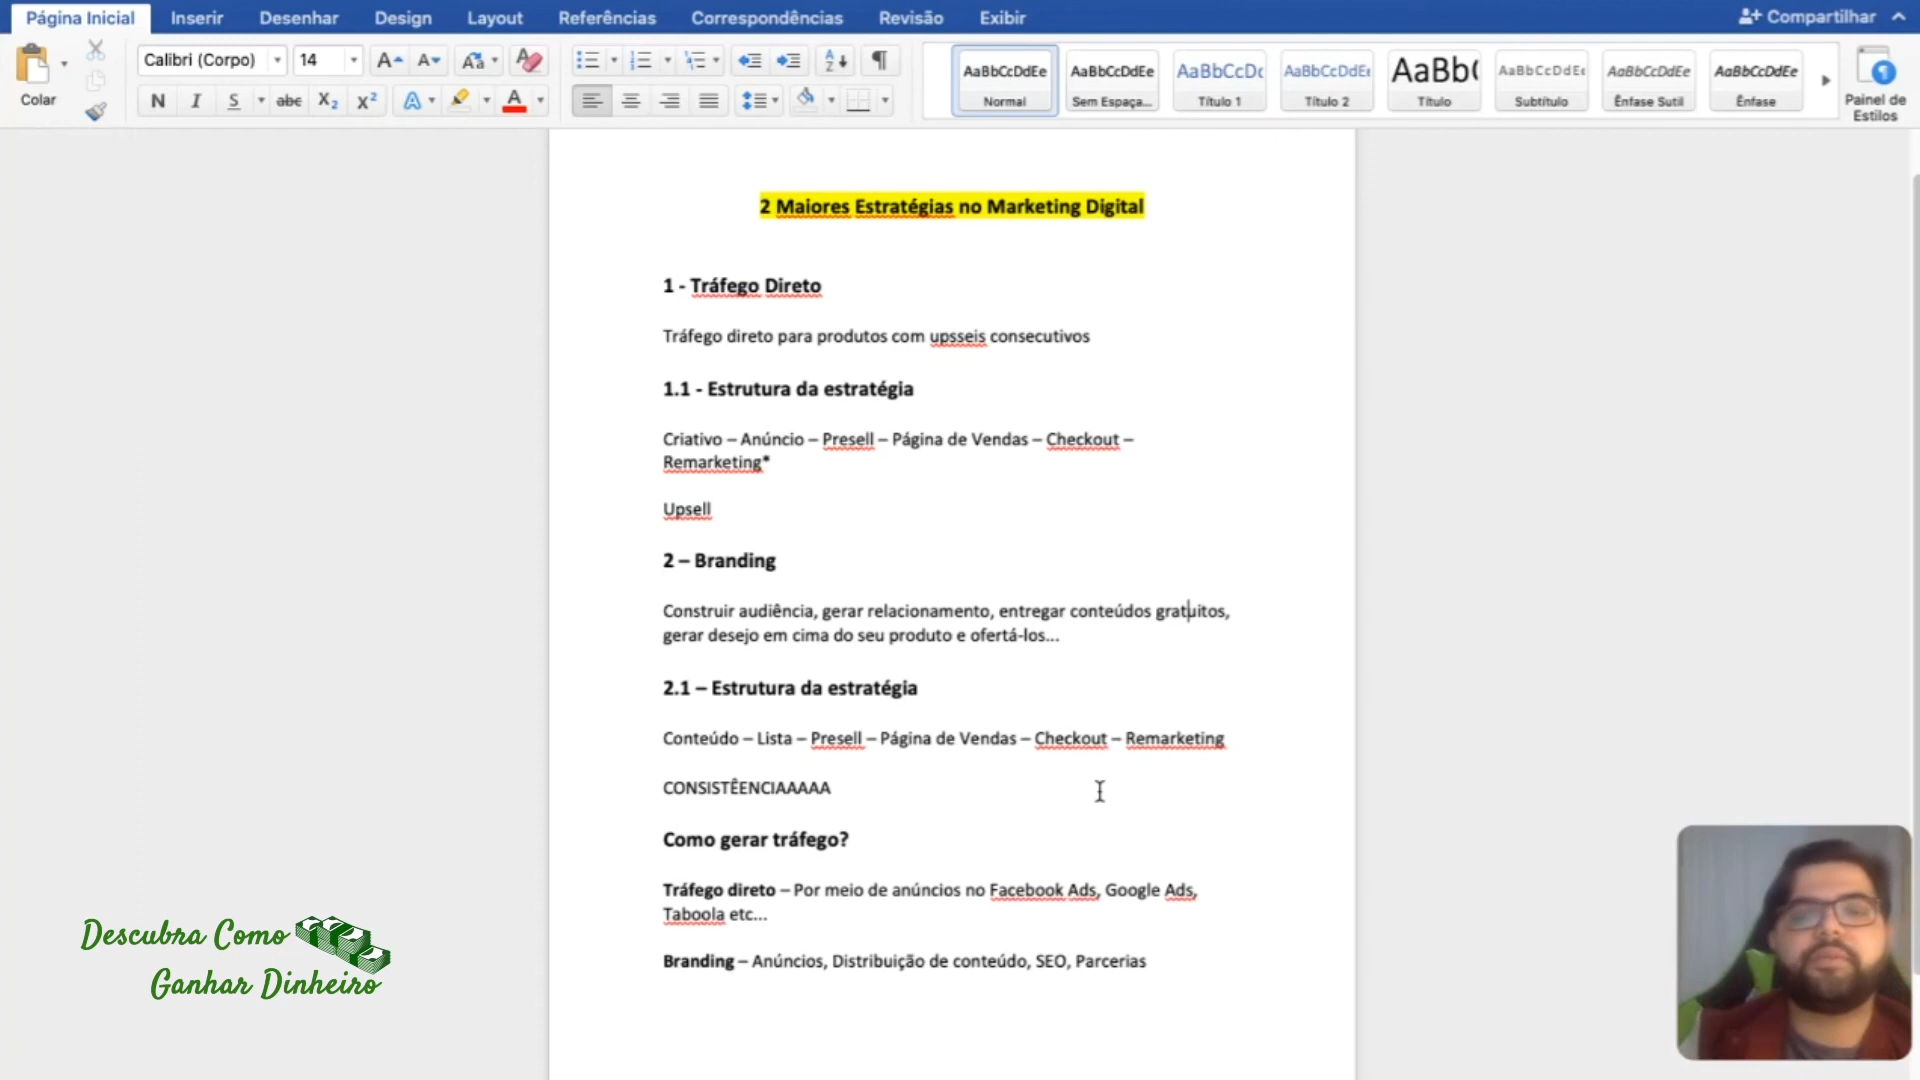 Página Inicial Inserir Desenhar Design Layout Referências Correspondências Revisão Exibir Compartilhar
Calibri (Corpo) 14
Colar
N I S abc X₂ X² A A
AaBbCcDdEe AaBbCcDdEe AaBbCcDc AaBbCcDdEe AaBb( AaBbCcDdEe AaBbCcDdEe AaBbCcDdEe
Normal Sem Espaça... Título 1 Título 2 Título Subtítulo Ênfase Sutil Ênfase
Painel de
Estilos
2 Maiores Estratégias no Marketing Digital
1 - Tráfego Direto
Tráfego direto para produtos com upsseis consecutivos
1.1 - Estrutura da estratégia
Criativo – Anúncio – Presell – Página de Vendas – Checkout –
Remarketing*
Upsell
2 – Branding
Construir audiência, gerar relacionamento, entregar conteúdos gratuitos,
gerar desejo em cima do seu produto e ofertá-los...
2.1 – Estrutura da estratégia
Conteúdo – Lista – Presell – Página de Vendas – Checkout – Remarketing
CONSISTÊENCIAAAAA
Como gerar tráfego?
Tráfego direto – Por meio de anúncios no Facebook Ads, Google Ads,
Taboola etc...
Branding – Anúncios, Distribuição de conteúdo, SEO, Parcerias
Descubra Como
Ganhar Dinheiro